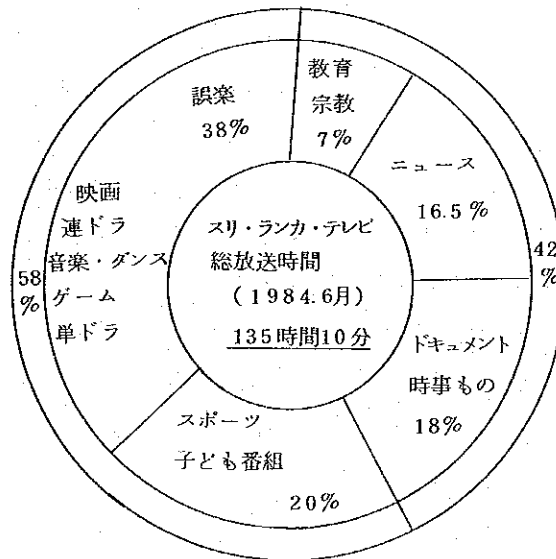 教育
宗教
7%
ニュース
16.5%
42
%
ドキュメント
時事もの
18%
スポーツ
子ども番組
20%
誤楽
38%
映画
連ドラ
音楽・ダンス
ゲーム
単ドラ
58
%
スリ・ランカ・テレビ
総放送時間
(1984.6月)
135時間10分